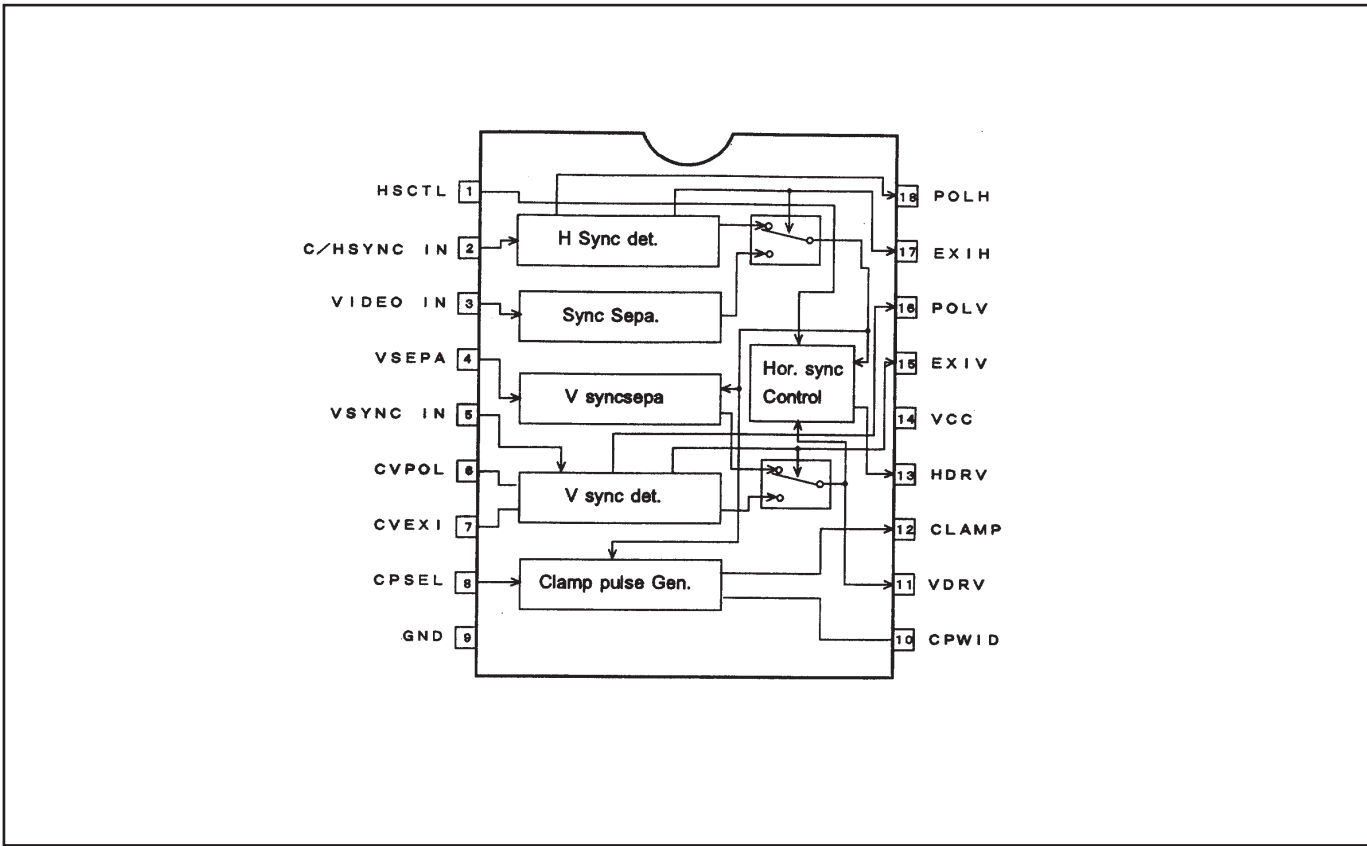 HSCTL 1
C/HSYNC IN 2
VIDEO IN 3
VSEPA 4
VSYNC IN 5
CVPOL 6
CVEXI 7
CPSEL 8
GND 9
H Sync det.
Sync Sepa.
V syncsepa
Hor. sync
Control
V sync det.
Clamp pulse Gen.
18 POLH
17 EXIH
16 POLV
15 EXIV
14 VCC
13 HDRV
12 CLAMP
11 VDRV
10 CPWID